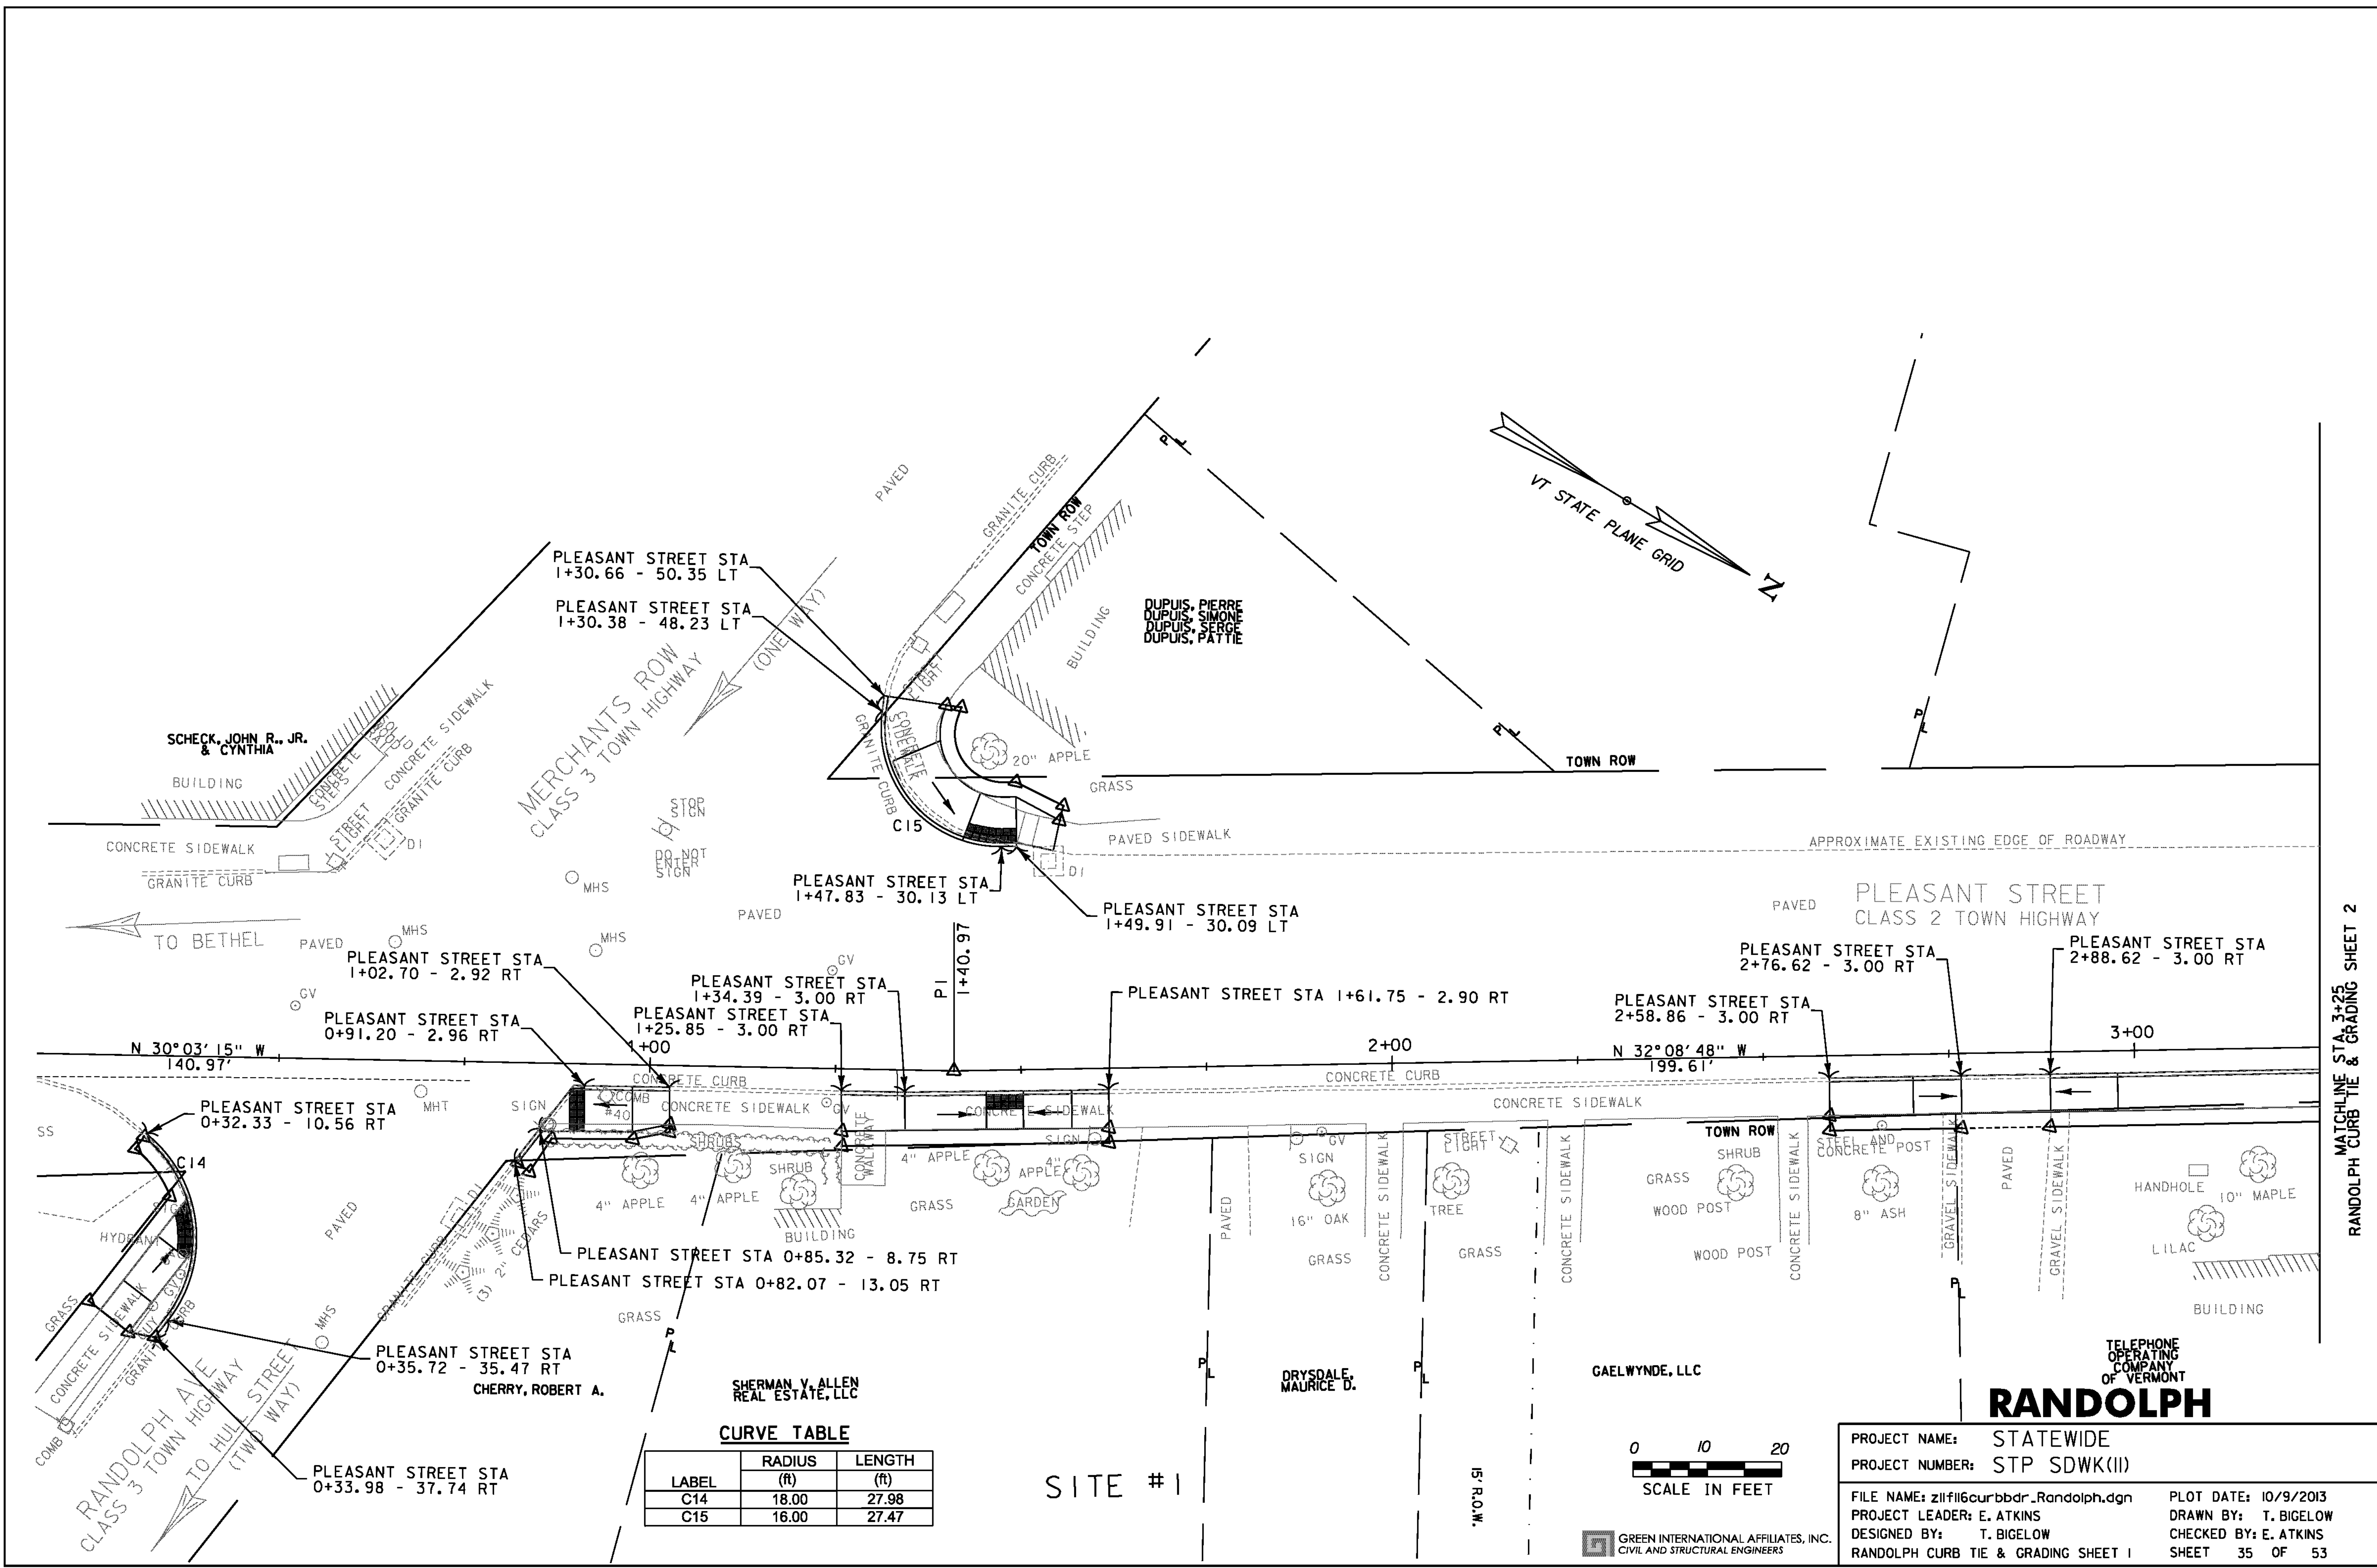 PLEASANT STREET STA
1+30.66 - 50.35 LT
PLEASANT STREET STA
1+30.38 - 48.23 LT
MERCHANTS ROW
CLASS 3 TOWN HIGHWAY
(ONE WAY)
PAVED
GRANITE CURB
TOWN ROW
CONCRETE STEP
BUILDING
P L
DUPUIS, PIERRE
DUPUIS, SIMONE
DUPUIS, SERGE
DUPUIS, PATTIE
VT STATE PLANE GRID
N
P L
P L
TOWN ROW
SCHECK, JOHN R., JR.
& CYNTHIA
BUILDING
CONCRETE
STEPS
CONCRETE SIDEWALK
GRANITE CURB
STREET
LIGHT
DI
CONCRETE SIDEWALK
GRANITE CURB
STOP
SIGN
DO NOT
ENTER
SIGN
MHS
STREET
LIGHT
CONCRETE
SIDEWALK
GRANITE CURB
C15
20" APPLE
GRASS
PAVED SIDEWALK
DI
APPROXIMATE EXISTING EDGE OF ROADWAY
PLEASANT STREET
CLASS 2 TOWN HIGHWAY
PAVED
PLEASANT STREET STA
1+47.83 - 30.13 LT
PLEASANT STREET STA
1+49.91 - 30.09 LT
PAVED
TO BETHEL
PAVED
MHS
MHS
GV
GV
PLEASANT STREET STA
1+02.70 - 2.92 RT
PLEASANT STREET STA
0+91.20 - 2.96 RT
PLEASANT STREET STA
1+34.39 - 3.00 RT
PLEASANT STREET STA
1+25.85 - 3.00 RT
PI
1+40.97
PLEASANT STREET STA 1+61.75 - 2.90 RT
PLEASANT STREET STA
2+76.62 - 3.00 RT
PLEASANT STREET STA
2+58.86 - 3.00 RT
PLEASANT STREET STA
2+88.62 - 3.00 RT
MATCHLINE STA. 3+25
RANDOLPH CURB TIE & GRADING SHEET 2
N 30°03'15" W
140.97'
1+00
2+00
N 32°08'48" W
199.61'
3+00
CONCRETE CURB
CONCRETE CURB
MHT
SIGN
COMB
#40
CONCRETE SIDEWALK
GV
CONCRETE SIDEWALK
CONCRETE SIDEWALK
PLEASANT STREET STA
0+32.33 - 10.56 RT
SS
C14
SHRUBS
CONCRETE
WALKWAY
SIGN
SIGN
GV
STREET
LIGHT
TOWN ROW
STEEL AND
CONCRETE POST
4" APPLE
4" APPLE
SHRUB
4" APPLE
4"
APPLE
GARDEN
GRASS
BUILDING
PAVED
16" OAK
GRASS
CONCRETE SIDEWALK
TREE
GRASS
CONCRETE SIDEWALK
GRASS
SHRUB
WOOD POST
WOOD POST
CONCRETE SIDEWALK
8" ASH
GRAVEL SIDEWALK
PAVED
GRAVEL SIDEWALK
HANDHOLE
10" MAPLE
LILAC
BUILDING
HYDRANT
GRASS
CONCRETE SIDEWALK
GUY
GV
GRANITE CURB
COMB
PAVED
DI
GRANITE CURB
(3) 2" CEDARS
MHS
PLEASANT STREET STA 0+85.32 - 8.75 RT
PLEASANT STREET STA 0+82.07 - 13.05 RT
GRASS
PLEASANT STREET STA
0+35.72 - 35.47 RT
PLEASANT STREET STA
0+33.98 - 37.74 RT
RANDOLPH AVE
CLASS 3 TOWN HIGHWAY
TO HULL STREET
(TWO WAY)
CHERRY, ROBERT A.
P L
SHERMAN V. ALLEN
REAL ESTATE, LLC
P L
DRYSDALE,
MAURICE D.
P L
GAELWYNDE, LLC
P L
TELEPHONE
OPERATING
COMPANY
OF VERMONT
CURVE TABLE
LABEL RADIUS (ft) LENGTH (ft)
C14 18.00 27.98
C15 16.00 27.47
SITE #1
15' R.O.W.
0 10 20
SCALE IN FEET
GREEN INTERNATIONAL AFFILIATES, INC.
CIVIL AND STRUCTURAL ENGINEERS
RANDOLPH
PROJECT NAME: STATEWIDE
PROJECT NUMBER: STP SDWK(11)
FILE NAME: z11f116curbbdr_Randolph.dgn
PLOT DATE: 10/9/2013
PROJECT LEADER: E. ATKINS
DRAWN BY: T. BIGELOW
DESIGNED BY: T. BIGELOW
CHECKED BY: E. ATKINS
RANDOLPH CURB TIE & GRADING SHEET 1
SHEET 35 OF 53